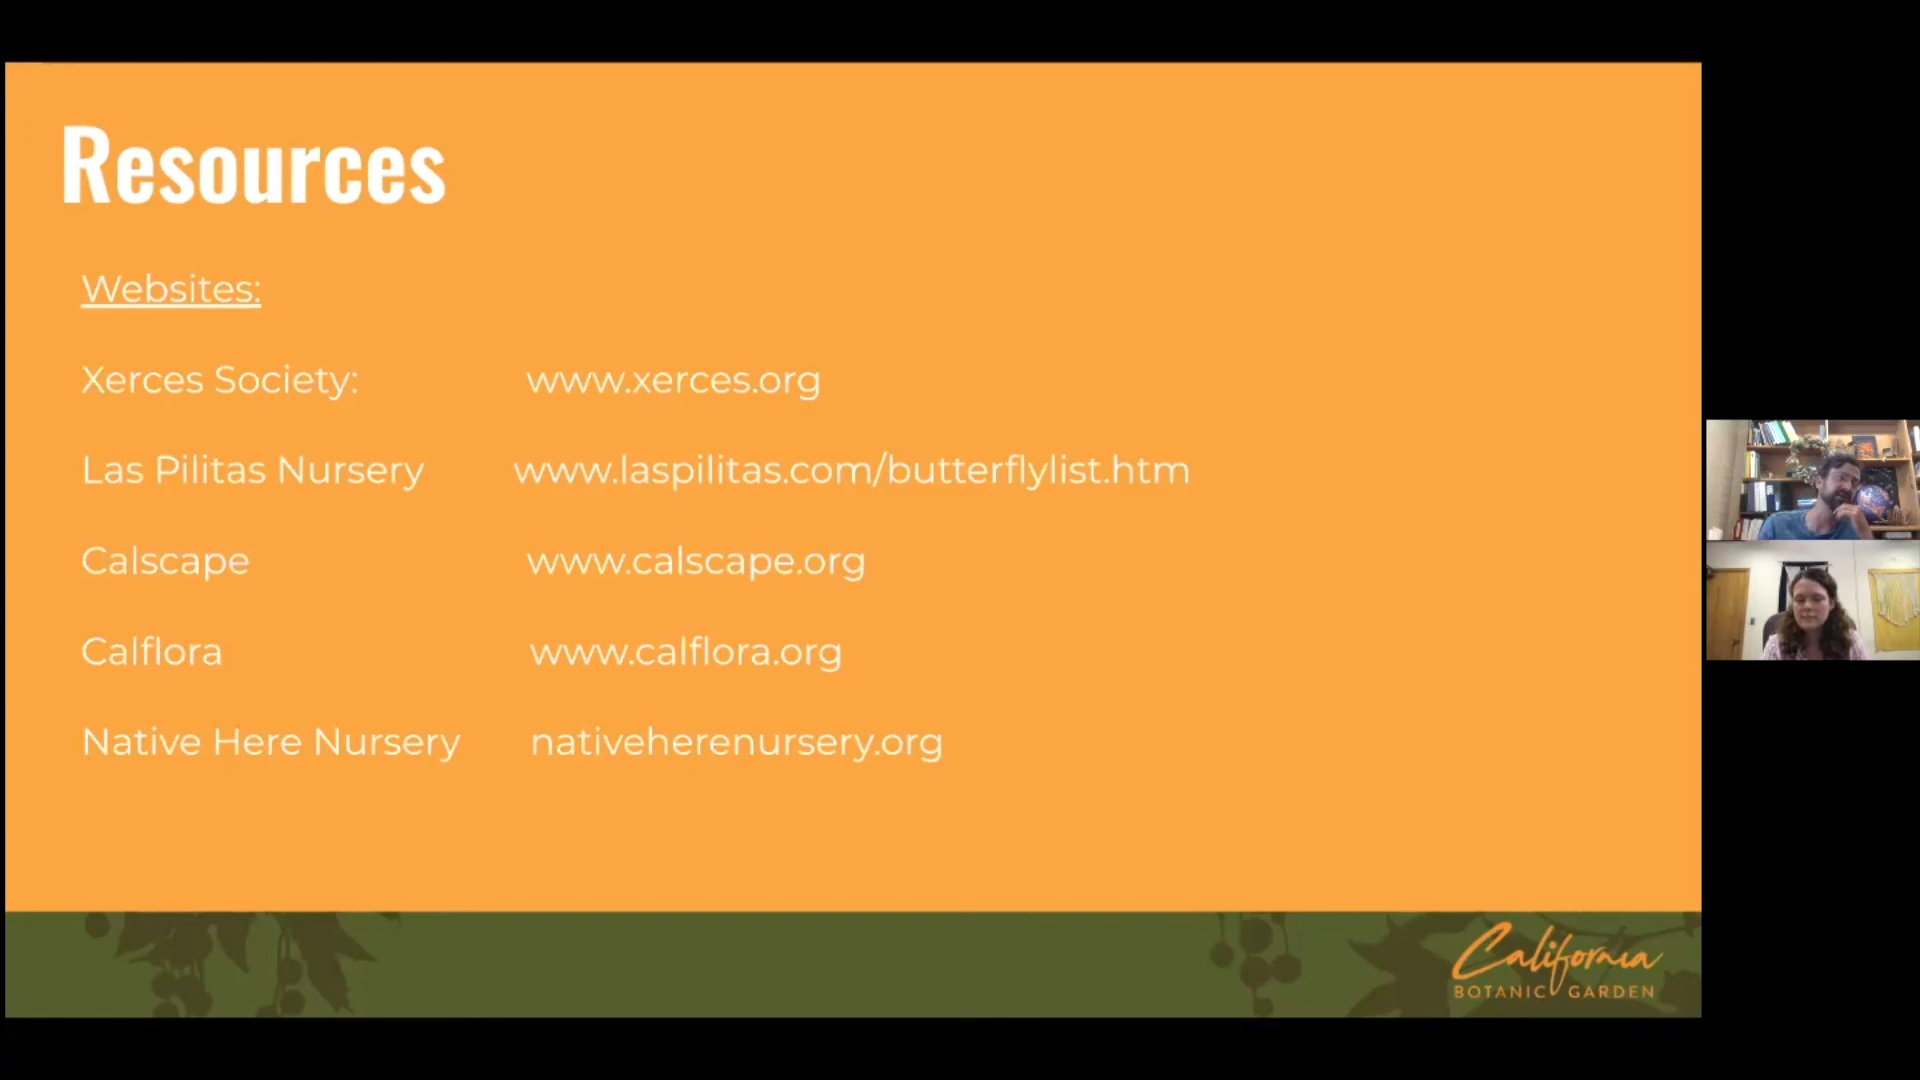 Resources
Websites:
Xerces Society: www.xerces.org
Las Pilitas Nursery www.laspilitas.com/butterflylist.htm
Calscape www.calscape.org
Calflora www.calflora.org
Native Here Nursery nativeherenursery.org
California
BOTANIC GARDEN